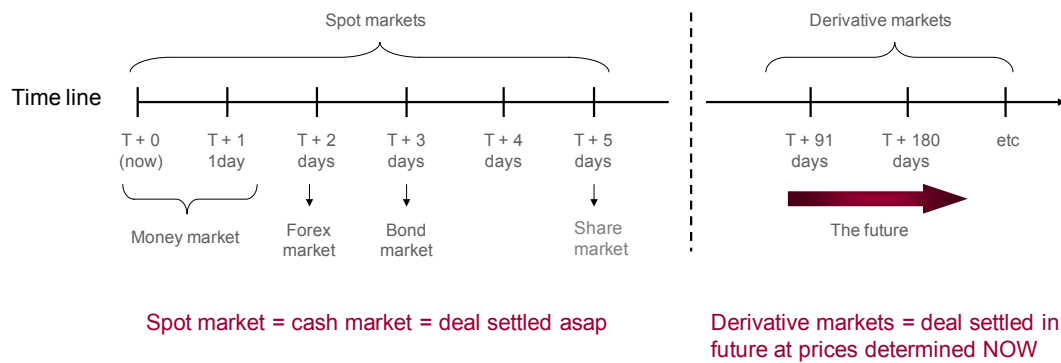 Spot markets
Derivative markets
Time line
T + 0
(now)
T + 1
1day
T + 2
days
T + 3
days
T + 4
days
T + 5
days
T + 91
days
T + 180
days
etc
Money market
Forex
market
Bond
market
Share
market
The future
Spot market = cash market = deal settled asap
Derivative markets = deal settled in
future at prices determined NOW